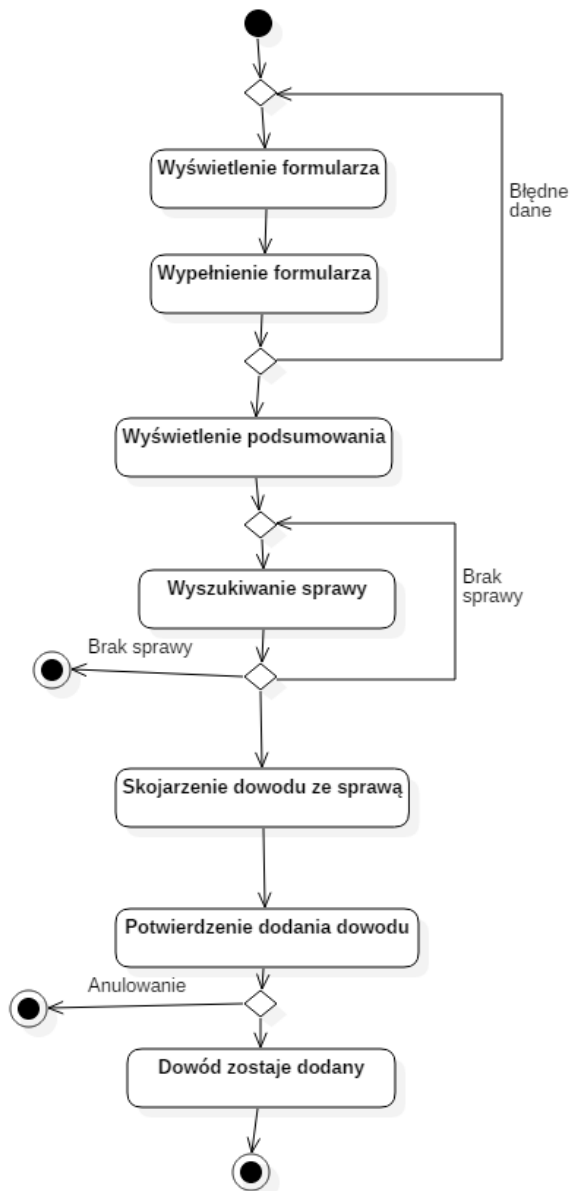 Wyświetlenie formularza
Błędne
dane
Wypełnienie formularza
Wyświetlenie podsumowania
Wyszukiwanie sprawy
Brak
sprawy
Brak sprawy
Skojarzenie dowodu ze sprawą
Potwierdzenie dodania dowodu
Anulowanie
Dowód zostaje dodany